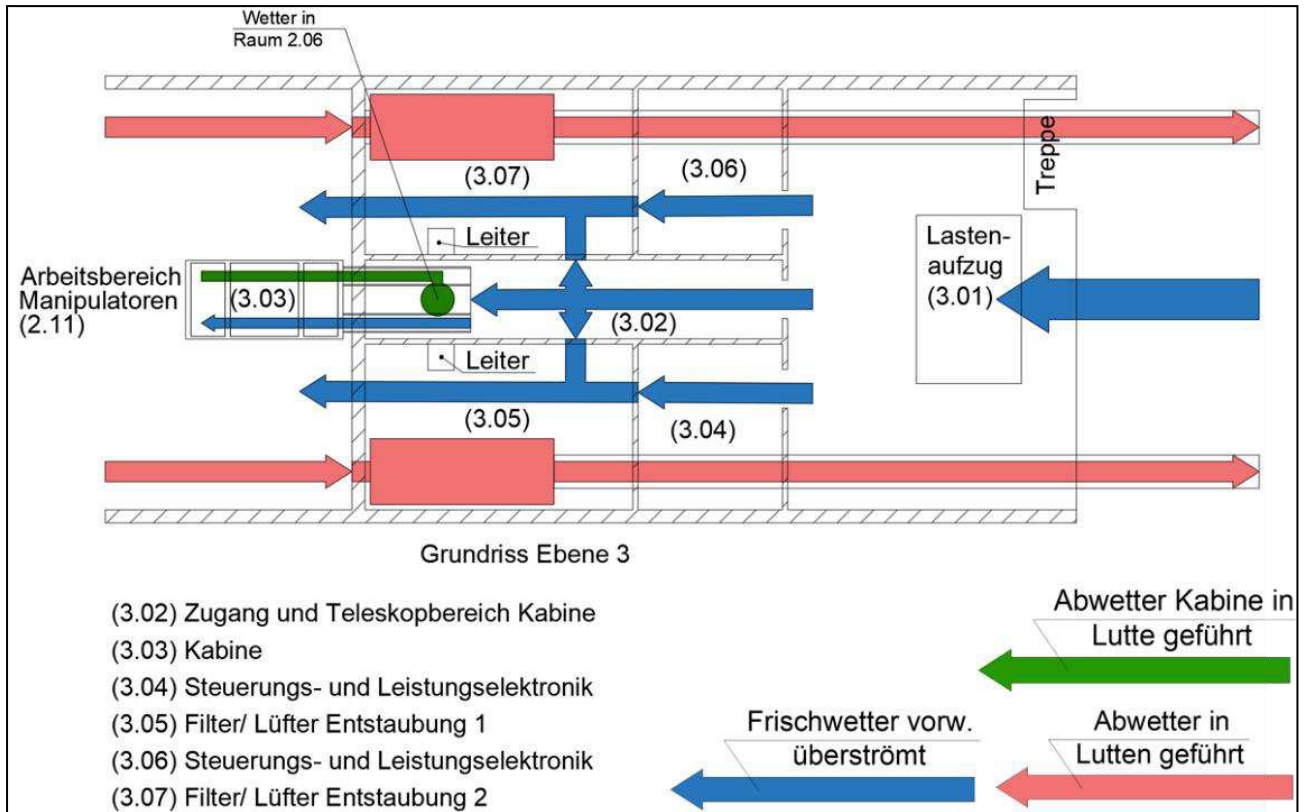 Wetter in
Raum 2.06
(3.07)
(3.06)
Treppe
Leiter
Lasten-
aufzug
(3.01)
Arbeitsbereich
Manipulatoren
(2.11)
(3.03)
(3.02)
Leiter
(3.05)
(3.04)
Grundriss Ebene 3
(3.02) Zugang und Teleskopbereich Kabine
(3.03) Kabine
(3.04) Steuerungs- und Leistungselektronik
(3.05) Filter/ Lüfter Entstaubung 1
(3.06) Steuerungs- und Leistungselektronik
(3.07) Filter/ Lüfter Entstaubung 2
Abwetter Kabine in
Lutte geführt
Frischwetter vorw.
überströmt
Abwetter in
Lutten geführt